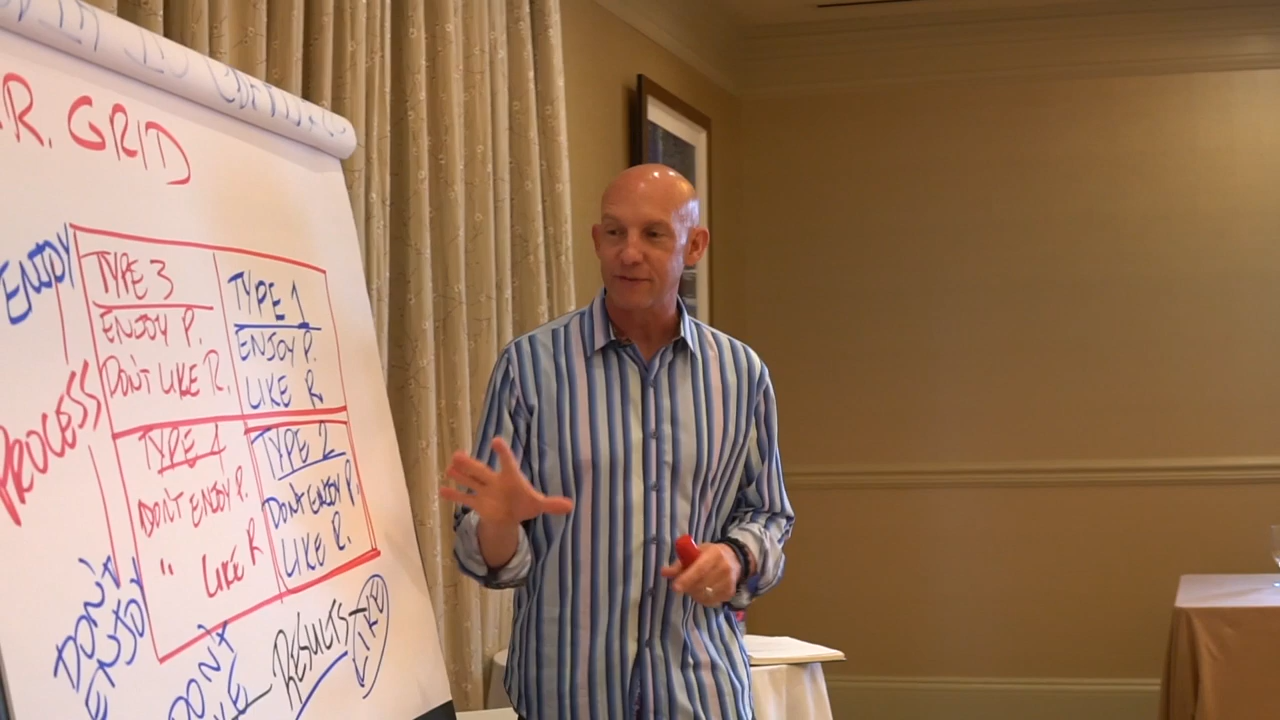 R. GRID
ENJOY
TYPE 3
ENJOY P.
DON'T LIKE R.
TYPE 1
ENJOY P.
LIKE R.
PROCESS
TYPE 4
DON'T ENJOY P.
" LIKE R
TYPE 2
DON'T ENJOY P.
LIKE R.
DON'T
ENJOY
DON'T
RESULTS
LIKE